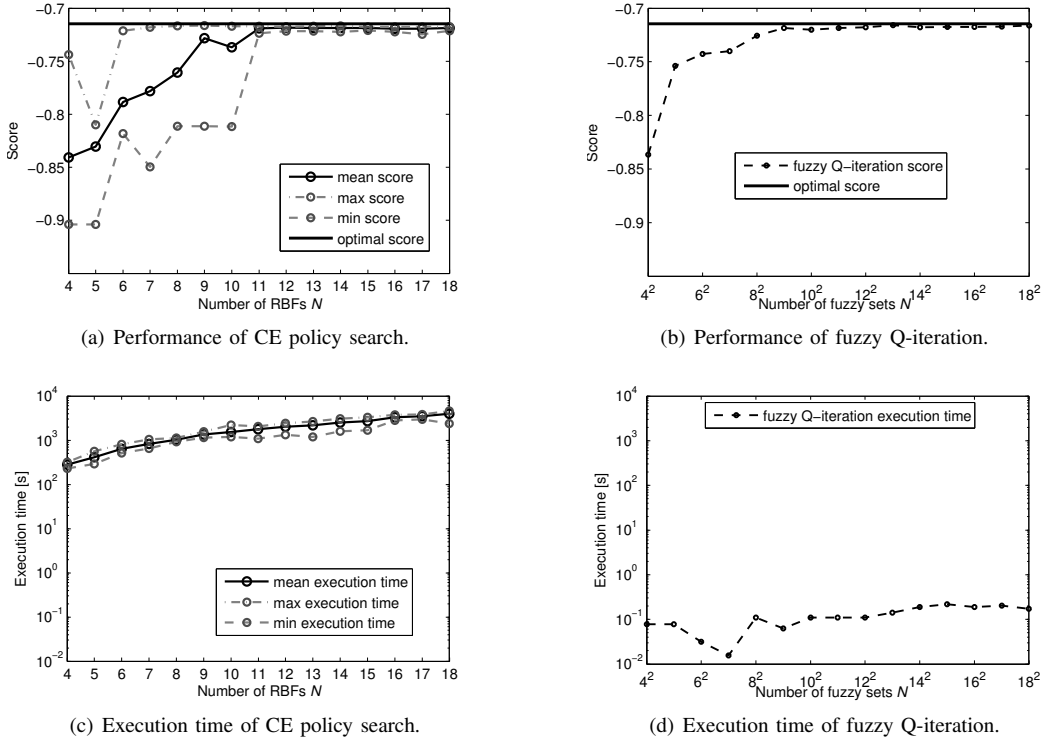 −0.7
−0.75
−0.8
−0.85
−0.9
Score
mean score
max score
min score
optimal score
4 5 6 7 8 9 10 11 12 13 14 15 16 17 18
Number of RBFs N
(a) Performance of CE policy search.
−0.7
−0.75
−0.8
−0.85
−0.9
Score
fuzzy Q−iteration score
optimal score
4² 6² 8² 10² 12² 14² 16² 18²
Number of fuzzy sets N
(b) Performance of fuzzy Q-iteration.
10⁴
10³
10²
10¹
10⁰
10⁻¹
10⁻²
Execution time [s]
mean execution time
max execution time
min execution time
4 5 6 7 8 9 10 11 12 13 14 15 16 17 18
Number of RBFs N
(c) Execution time of CE policy search.
10⁴
10³
10²
10¹
10⁰
10⁻¹
10⁻²
Execution time [s]
fuzzy Q−iteration execution time
4² 6² 8² 10² 12² 14² 16² 18²
Number of fuzzy sets N
(d) Execution time of fuzzy Q-iteration.